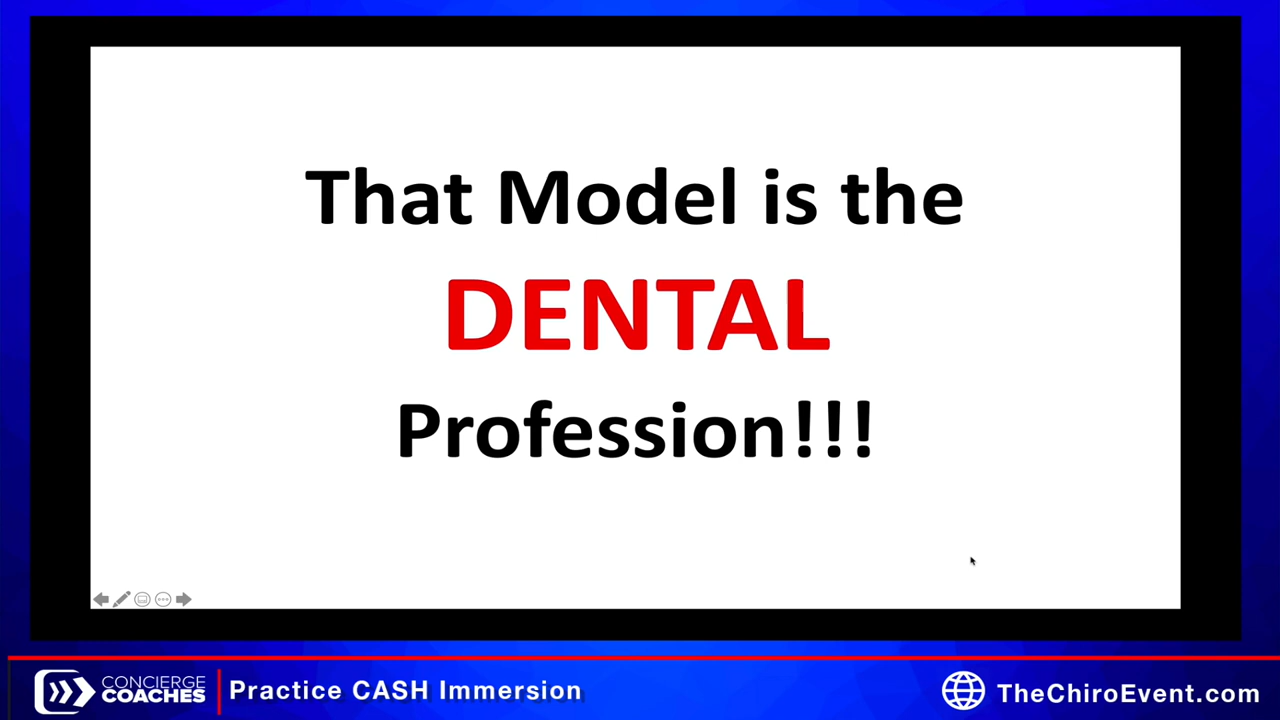 That Model is the
DENTAL
Profession!!!
CONCIERGE
COACHES
Practice CASH Immersion
TheChiroEvent.com